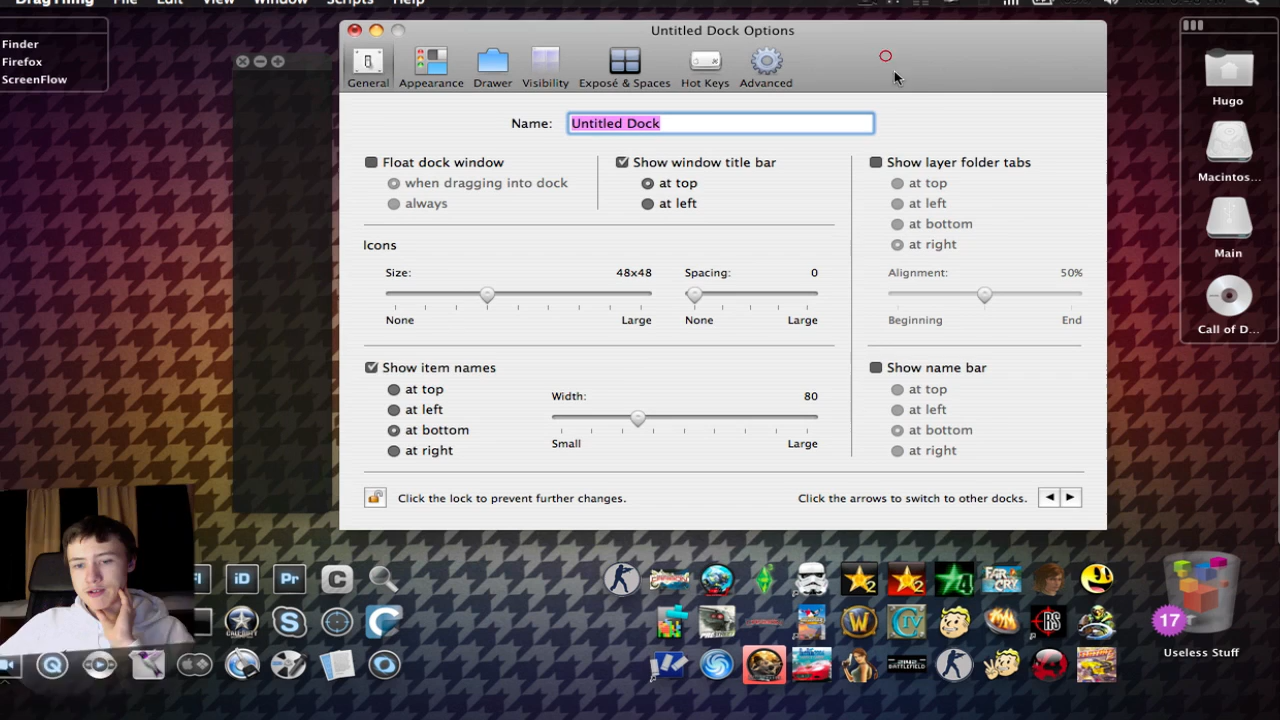 DragThing File Edit View Window Scripts Help
Finder
Firefox
ScreenFlow
Untitled Dock Options
General Appearance Drawer Visibility Exposé & Spaces Hot Keys Advanced
Name: Untitled Dock
Float dock window
when dragging into dock
always
Show window title bar
at top
at left
Show layer folder tabs
at top
at left
at bottom
at right
Alignment: 50%
Beginning End
Icons
Size: 48x48
None Large
Spacing: 0
None Large
Show item names
at top
at left
at bottom
at right
Width: 80
Small Large
Show name bar
at top
at left
at bottom
at right
Click the lock to prevent further changes.
Click the arrows to switch to other docks.
Hugo
Macintos...
Main
Call of D...
iD Pr C
17
Useless Stuff